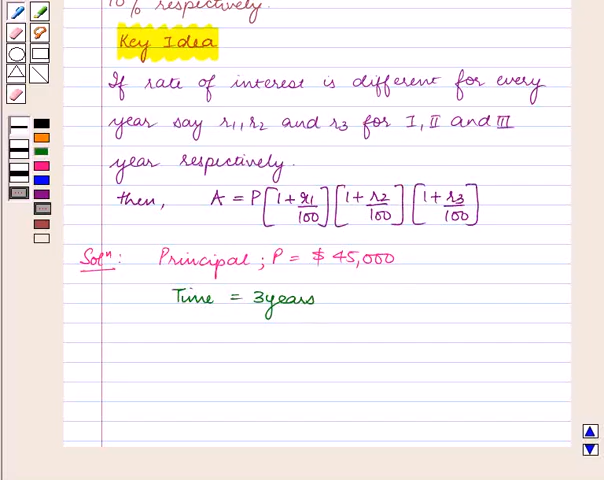 10% respectively.
Key Idea
If rate of interest is different for every
year say r1, r2 and r3 for I, II and III
year respectively.
then, A = P[1+r1/100][1+r2/100][1+r3/100]
Solⁿ: Principal; P = $ 45,000
Time = 3years